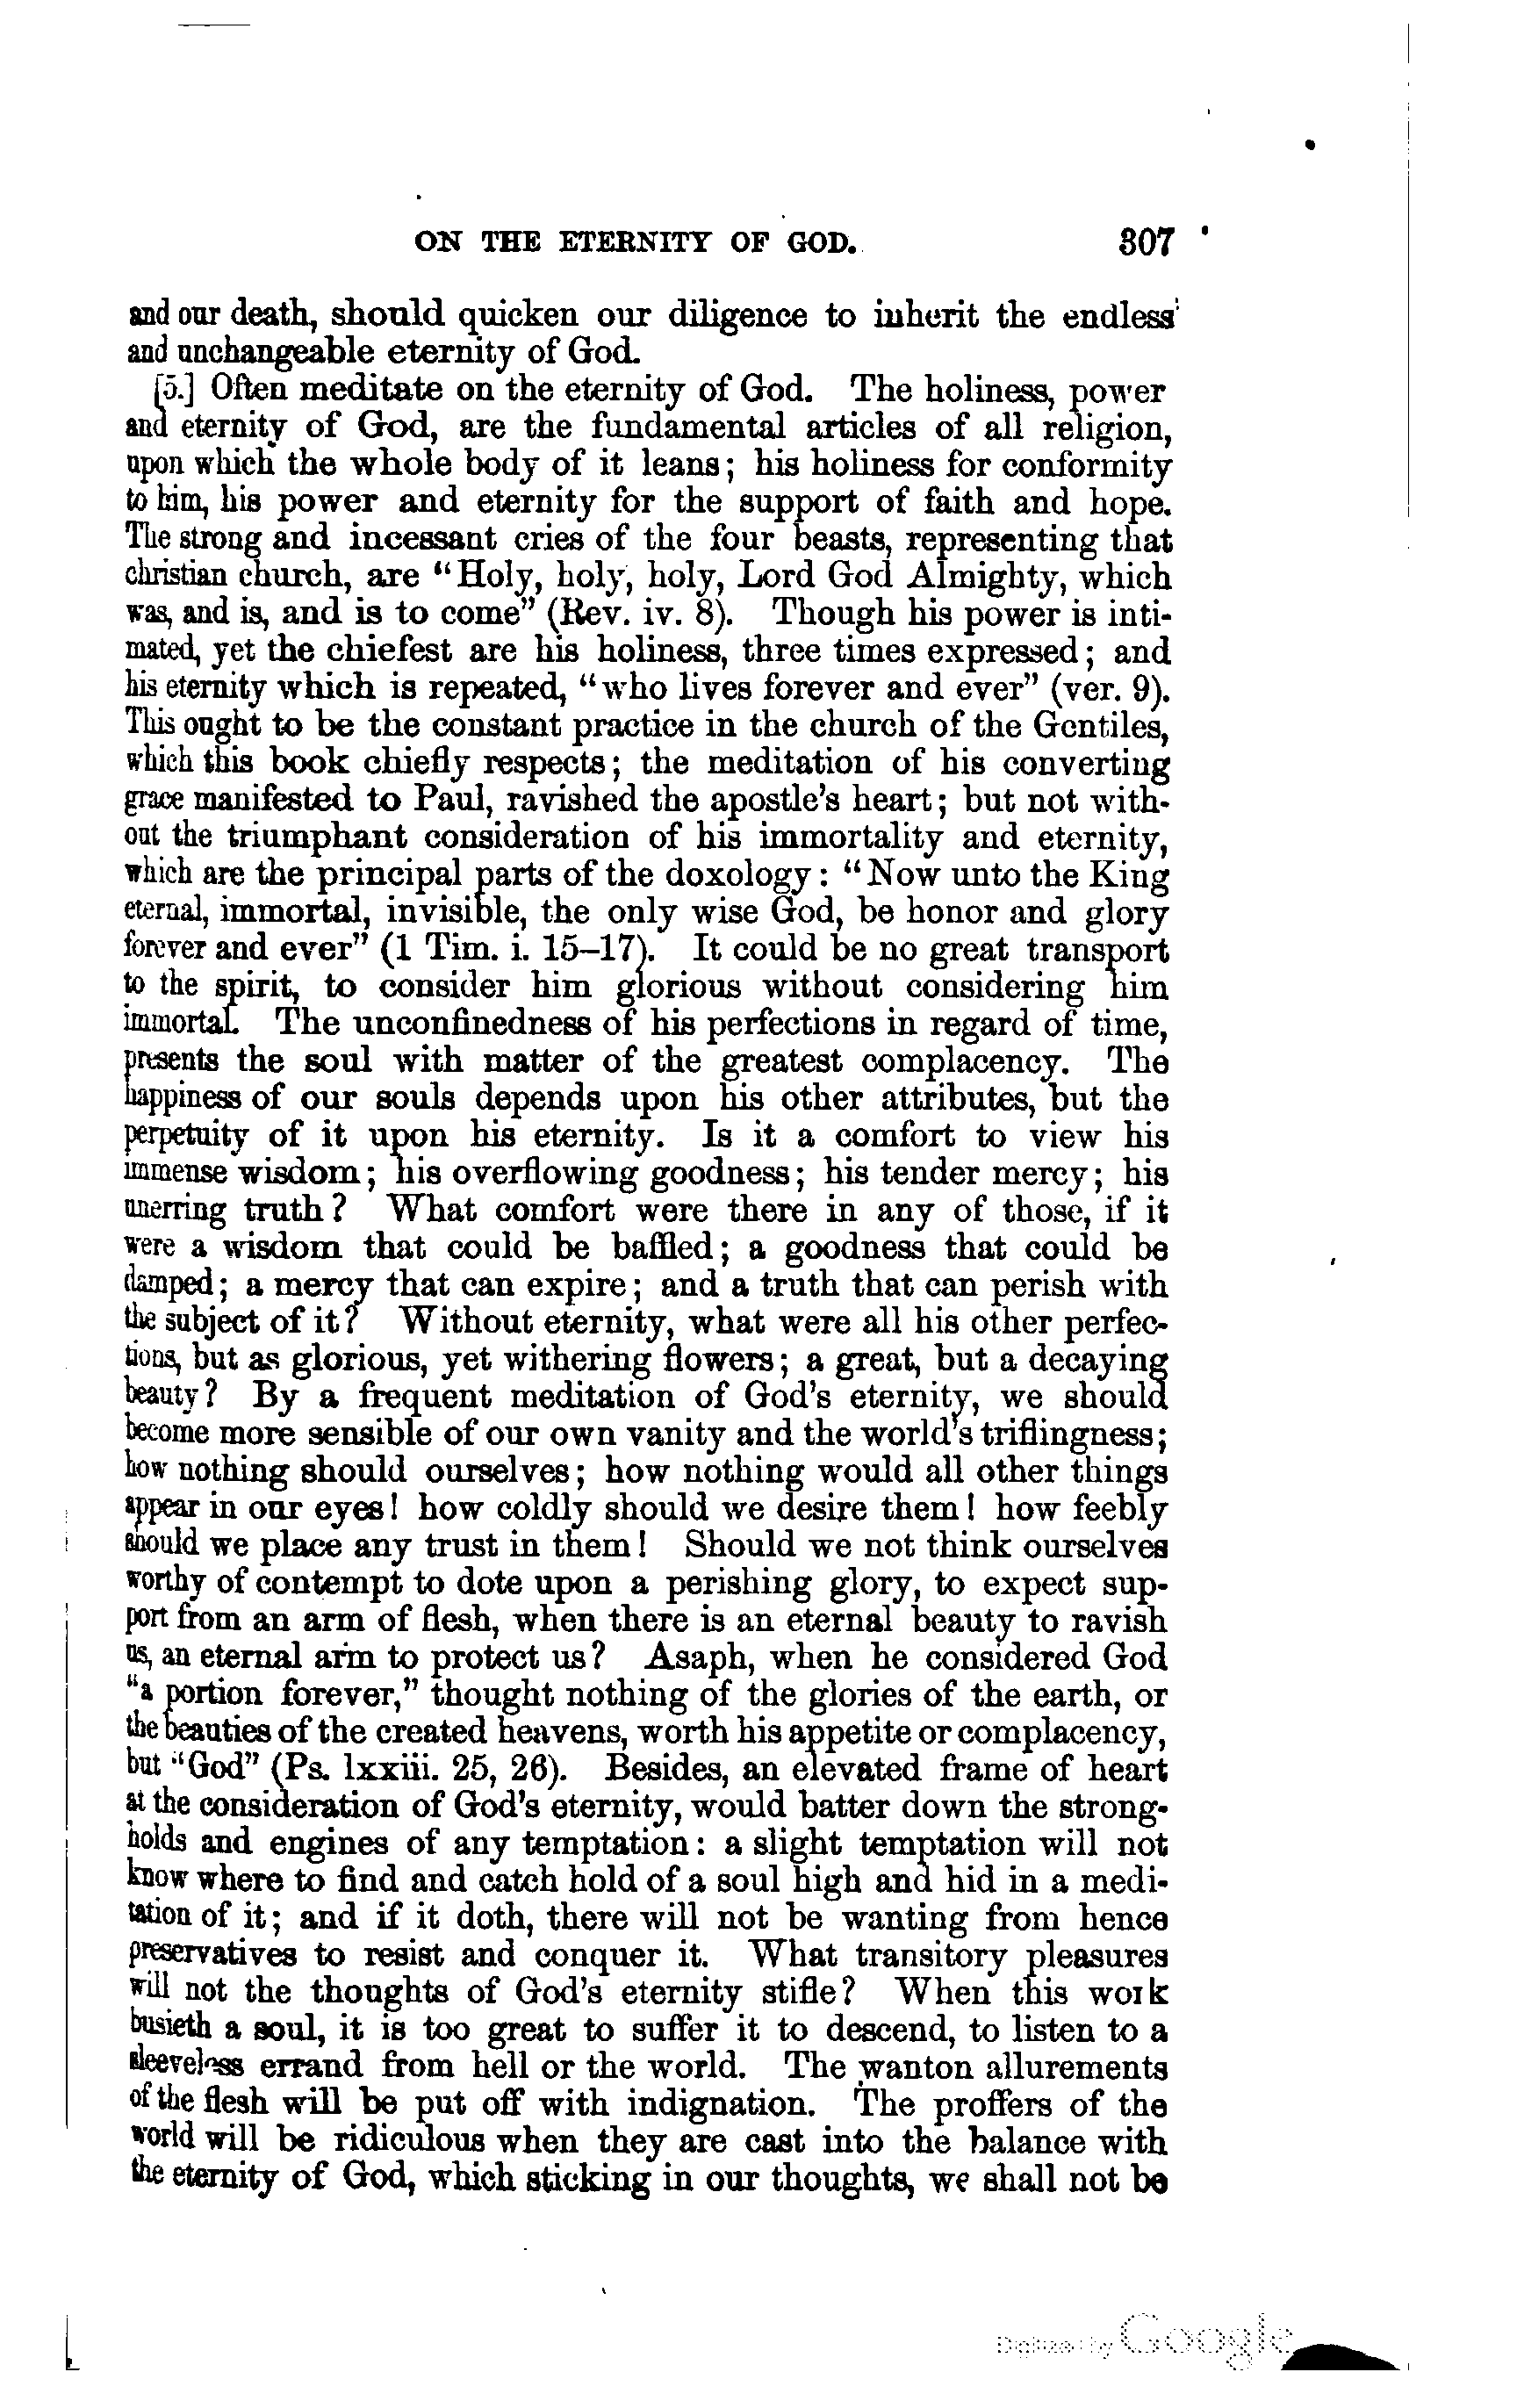 ON THE ETERNITY OF GOD. 307
and our death, should quicken our diligence to inherit the endless
and unchangeable eternity of God.
[5.] Often meditate on the eternity of God. The holiness, power
and eternity of God, are the fundamental articles of all religion,
upon which the whole body of it leans; his holiness for conformity
to him, his power and eternity for the support of faith and hope.
The strong and incessant cries of the four beasts, representing that
christian church, are "Holy, holy, holy, Lord God Almighty, which
was, and is, and is to come" (Rev. iv. 8). Though his power is inti-
mated, yet the chiefest are his holiness, three times expressed; and
his eternity which is repeated, "who lives forever and ever" (ver. 9).
This ought to be the constant practice in the church of the Gentiles,
which this book chiefly respects; the meditation of his converting
grace manifested to Paul, ravished the apostle's heart; but not with-
out the triumphant consideration of his immortality and eternity,
which are the principal parts of the doxology: "Now unto the King
eternal, immortal, invisible, the only wise God, be honor and glory
forever and ever" (1 Tim. i. 15–17). It could be no great transport
to the spirit, to consider him glorious without considering him
immortal. The unconfinedness of his perfections in regard of time,
presents the soul with matter of the greatest complacency. The
happiness of our souls depends upon his other attributes, but the
perpetuity of it upon his eternity. Is it a comfort to view his
immense wisdom; his overflowing goodness; his tender mercy; his
unerring truth? What comfort were there in any of those, if it
were a wisdom that could be baffled; a goodness that could be
damped; a mercy that can expire; and a truth that can perish with
the subject of it? Without eternity, what were all his other perfec-
tions, but as glorious, yet withering flowers; a great, but a decaying
beauty? By a frequent meditation of God's eternity, we should
become more sensible of our own vanity and the world's triflingness;
how nothing should ourselves; how nothing would all other things
appear in our eyes! how coldly should we desire them! how feebly
should we place any trust in them! Should we not think ourselves
worthy of contempt to dote upon a perishing glory, to expect sup-
port from an arm of flesh, when there is an eternal beauty to ravish
us, an eternal arm to protect us? Asaph, when he considered God
"a portion forever," thought nothing of the glories of the earth, or
the beauties of the created heavens, worth his appetite or complacency,
but "God" (Ps. lxxiii. 25, 26). Besides, an elevated frame of heart
at the consideration of God's eternity, would batter down the strong-
holds and engines of any temptation: a slight temptation will not
know where to find and catch hold of a soul high and hid in a medi-
tation of it; and if it doth, there will not be wanting from hence
preservatives to resist and conquer it. What transitory pleasures
will not the thoughts of God's eternity stifle? When this work
busieth a soul, it is too great to suffer it to descend, to listen to a
sleeveless errand from hell or the world. The wanton allurements
of the flesh will be put off with indignation. The proffers of the
world will be ridiculous when they are cast into the balance with
the eternity of God, which sticking in our thoughts, we shall not be
Digitized by Google